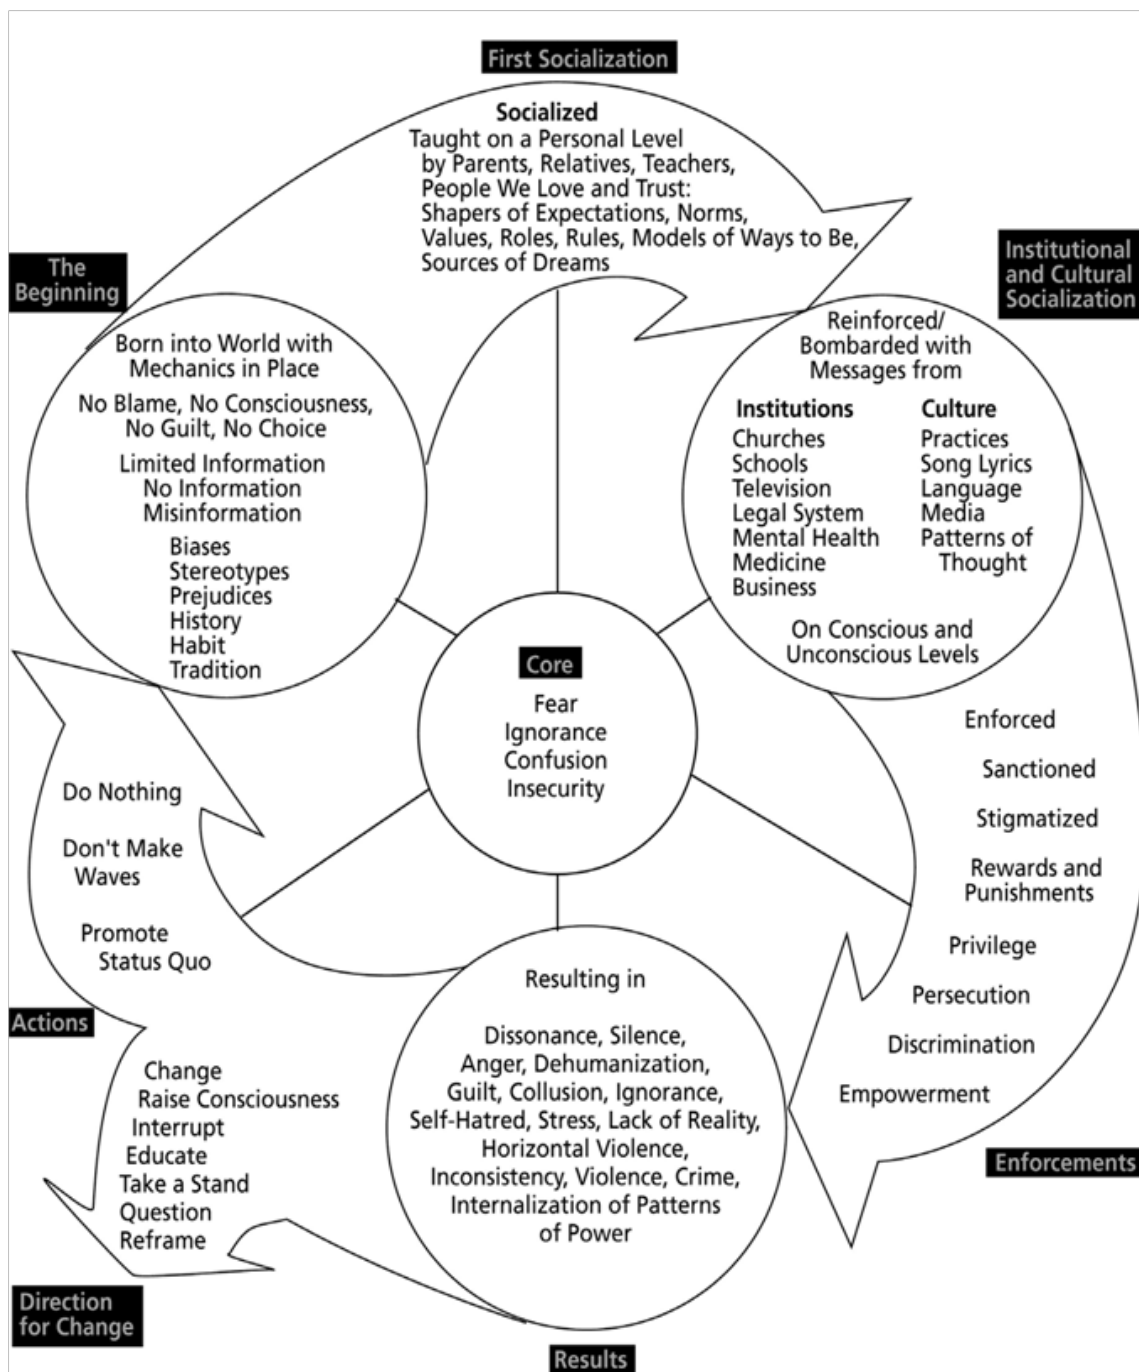 First Socialization
Socialized
Taught on a Personal Level
by Parents, Relatives, Teachers,
People We Love and Trust:
Shapers of Expectations, Norms,
Values, Roles, Rules, Models of Ways to Be,
Sources of Dreams
The
Beginning
Born into World with
Mechanics in Place
No Blame, No Consciousness,
No Guilt, No Choice
Limited Information
No Information
Misinformation
Biases
Stereotypes
Prejudices
History
Habit
Tradition
Institutional
and Cultural
Socialization
Reinforced/
Bombarded with
Messages from
Institutions
Churches
Schools
Television
Legal System
Mental Health
Medicine
Business
Culture
Practices
Song Lyrics
Language
Media
Patterns of
Thought
On Conscious and
Unconscious Levels
Core
Fear
Ignorance
Confusion
Insecurity
Enforced
Sanctioned
Stigmatized
Rewards and
Punishments
Privilege
Persecution
Discrimination
Empowerment
Enforcements
Resulting in
Dissonance, Silence,
Anger, Dehumanization,
Guilt, Collusion, Ignorance,
Self-Hatred, Stress, Lack of Reality,
Horizontal Violence,
Inconsistency, Violence, Crime,
Internalization of Patterns
of Power
Results
Do Nothing
Don't Make
Waves
Promote
Status Quo
Actions
Change
Raise Consciousness
Interrupt
Educate
Take a Stand
Question
Reframe
Direction
for Change